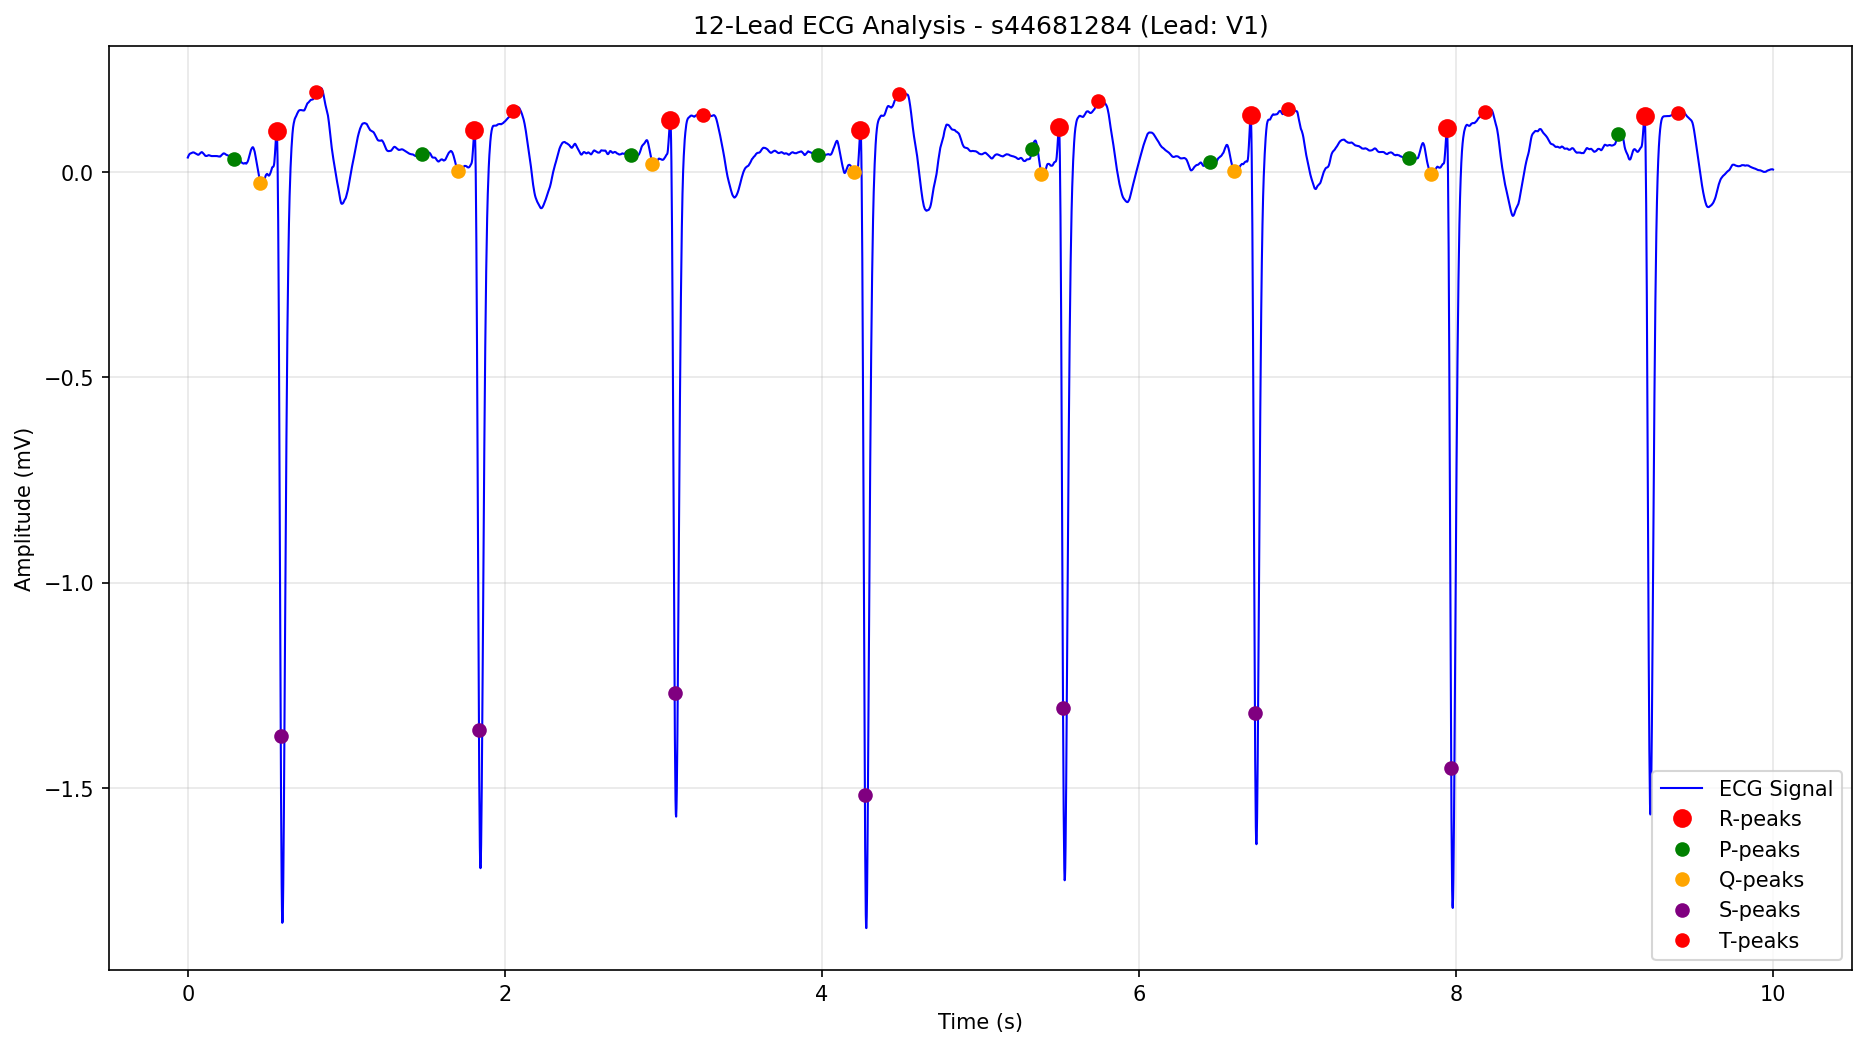 12-Lead ECG Analysis - s44681284 (Lead: V1)
Amplitude (mV)
0.0
−0.5
−1.0
−1.5
0
2
4
6
8
10
Time (s)
ECG Signal
R-peaks
P-peaks
Q-peaks
S-peaks
T-peaks